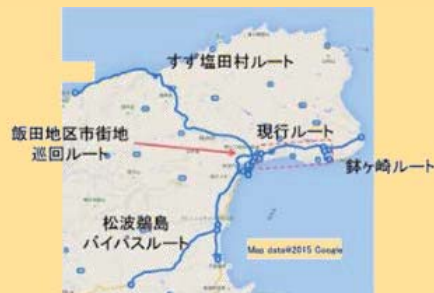 すず塩田村ルート
飯田地区市街地
巡回ルート
現行ルート
鉢ヶ崎ルート
松波鵜島
バイパスルート
Map data©2015 Google